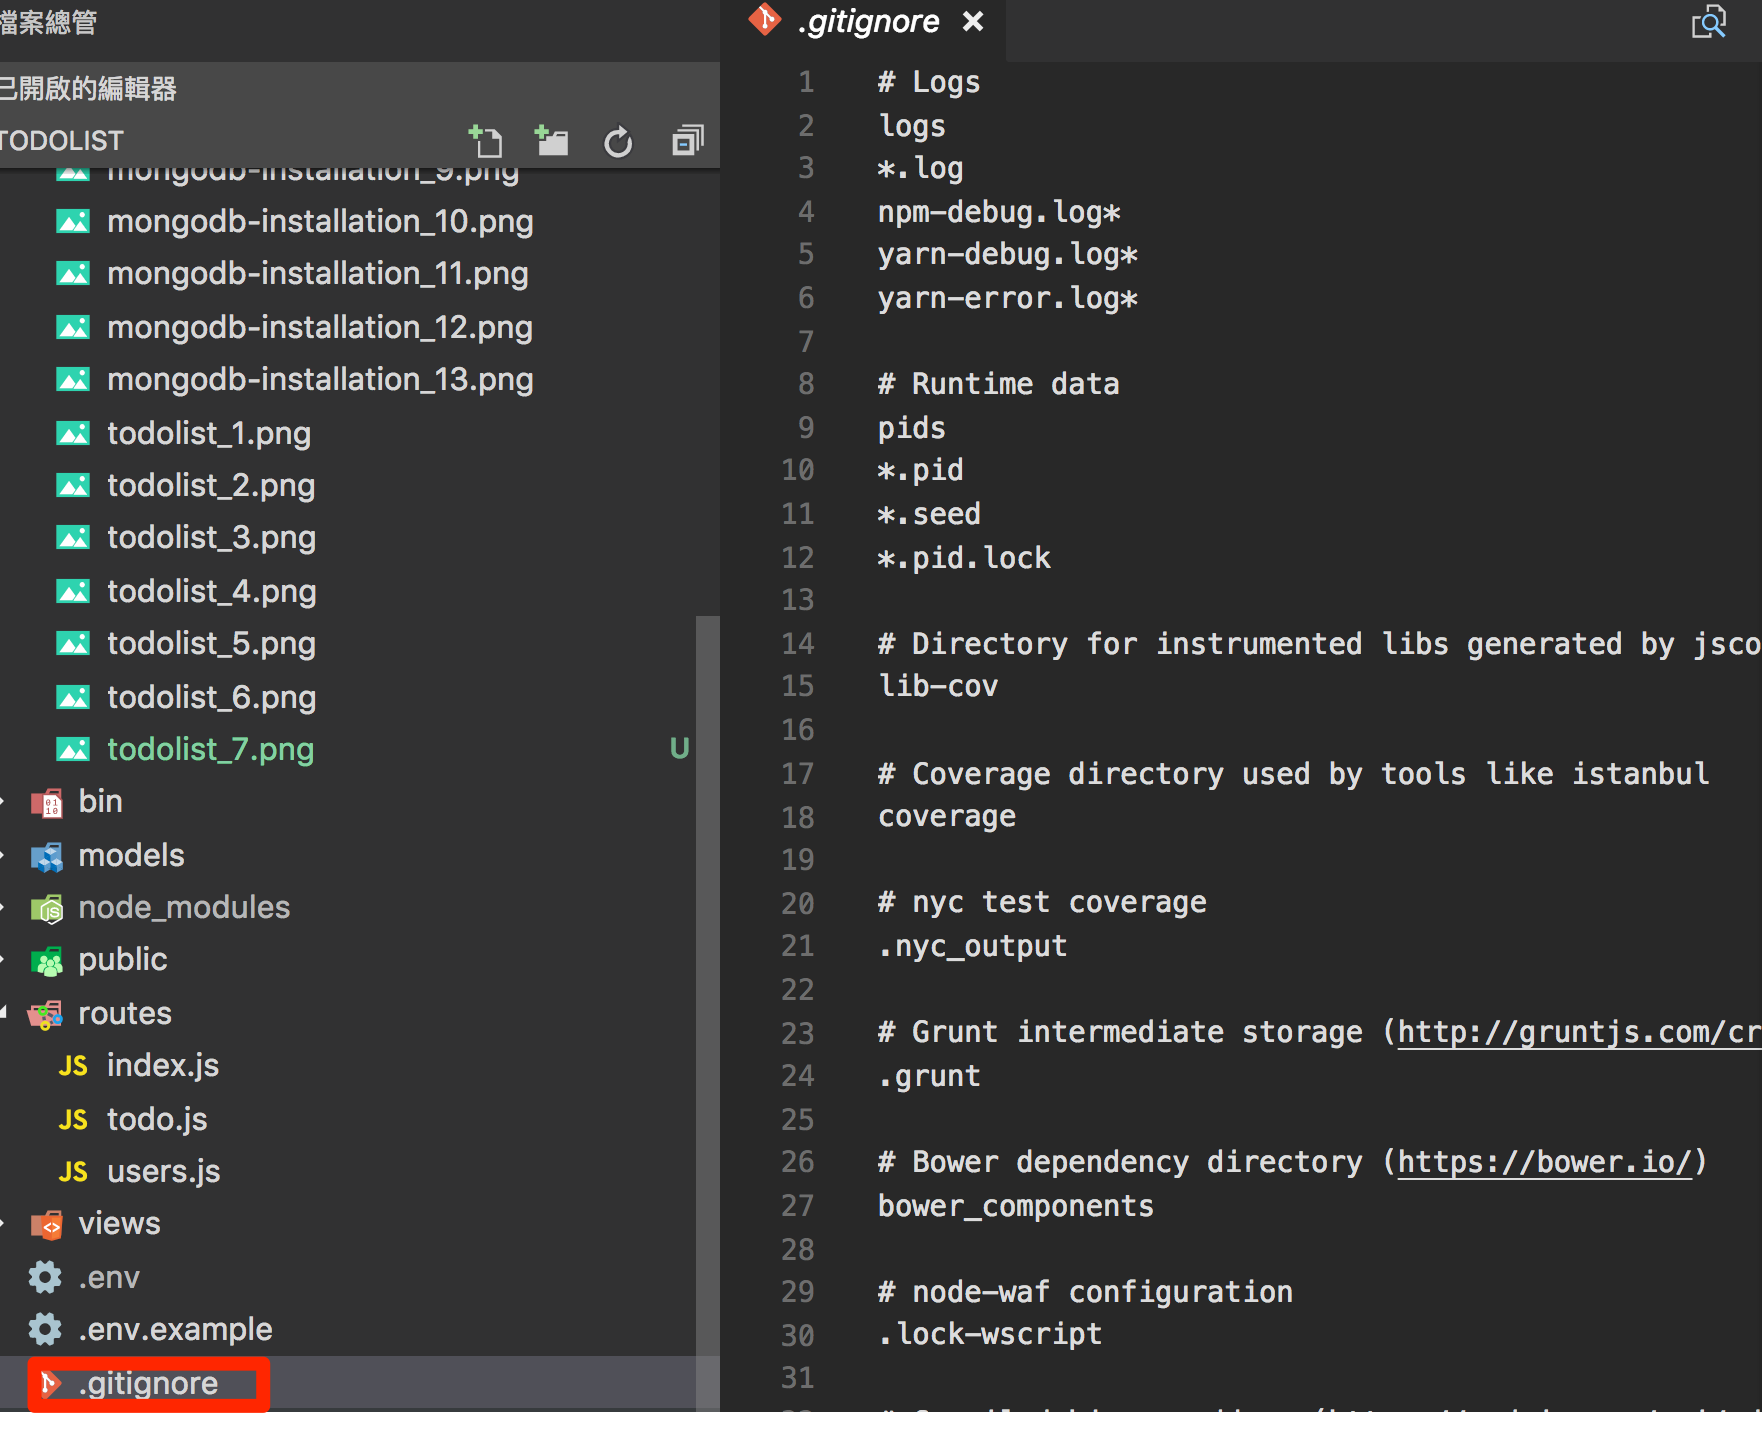 檔案總管
已開啟的編輯器
TODOLIST
mongodb-installation_9.png
mongodb-installation_10.png
mongodb-installation_11.png
mongodb-installation_12.png
mongodb-installation_13.png
todolist_1.png
todolist_2.png
todolist_3.png
todolist_4.png
todolist_5.png
todolist_6.png
todolist_7.png U
bin
models
node_modules
public
routes
JS index.js
JS todo.js
JS users.js
views
.env
.env.example
.gitignore
.gitignore
1 # Logs
2 logs
3 *.log
4 npm-debug.log*
5 yarn-debug.log*
6 yarn-error.log*
7
8 # Runtime data
9 pids
10 *.pid
11 *.seed
12 *.pid.lock
13
14 # Directory for instrumented libs generated by jsco
15 lib-cov
16
17 # Coverage directory used by tools like istanbul
18 coverage
19
20 # nyc test coverage
21 .nyc_output
22
23 # Grunt intermediate storage (http://gruntjs.com/cr
24 .grunt
25
26 # Bower dependency directory (https://bower.io/)
27 bower_components
28
29 # node-waf configuration
30 .lock-wscript
31